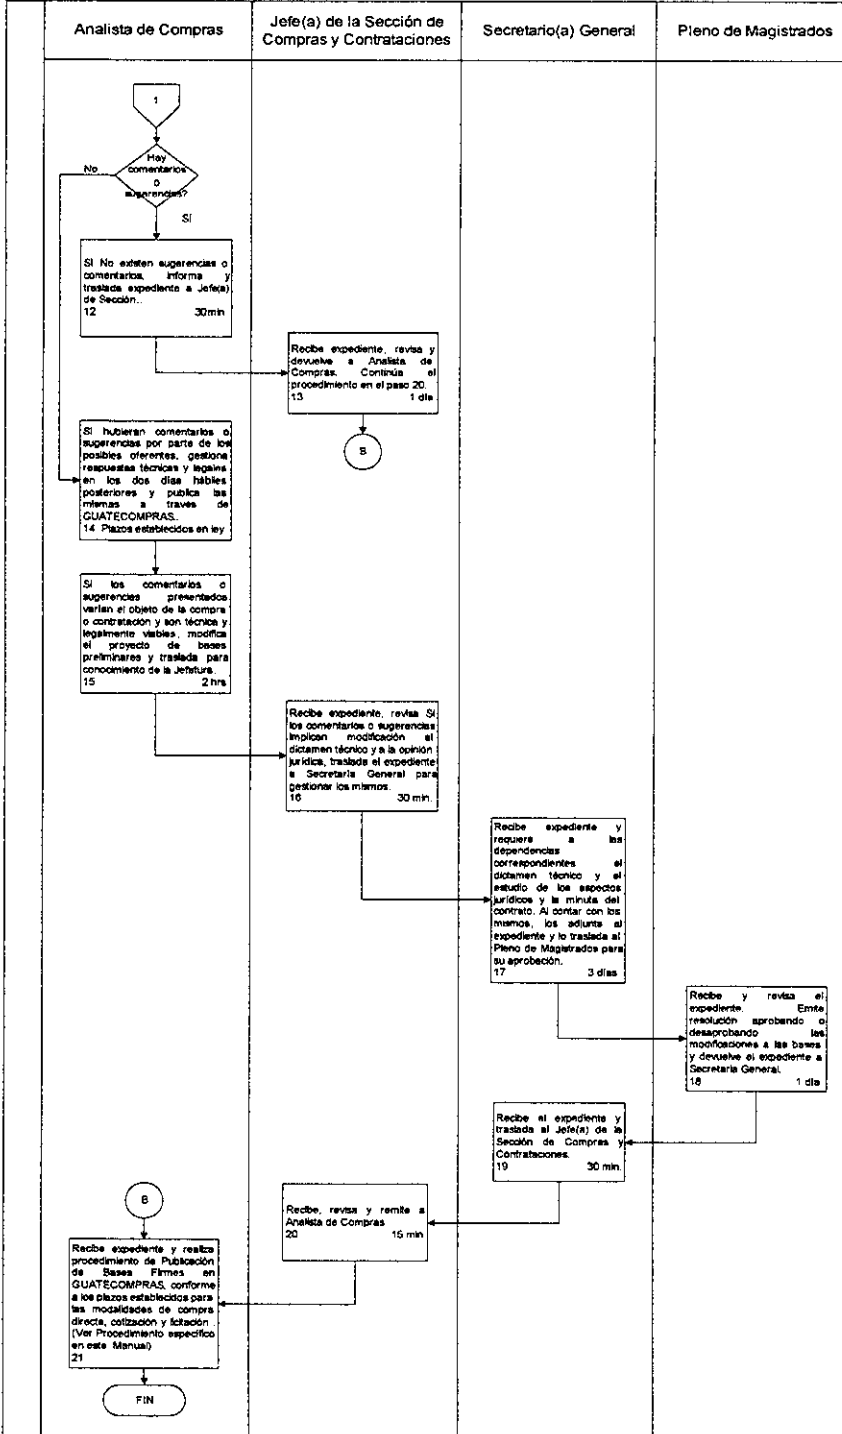 Analista de Compras
Jefe(a) de la Sección de
Compras y Contrataciones
Secretario(a) General
Pleno de Magistrados
1
Hay
comentarios
o
sugerencias?
No
Sí
Si No existen sugerencias o
comentarios, informa y
traslada expediente a Jefe(a)
de Sección..
12 30min
Recibe expediente, revisa y
devuelve a Analista de
Compras. Continúa el
procedimiento en el paso 20.
13 1 día
B
Si hubieran comentarios o
sugerencias por parte de los
posibles oferentes, gestiona
respuestas técnicas y legales
en los dos días hábiles
posteriores y publica las
mismas a través de
GUATECOMPRAS..
14 Plazos establecidos en ley
Si los comentarios o
sugerencias presentados
varían el objeto de la compra
o contratación y son técnica y
legalmente viables, modifica
el proyecto de bases
preliminares y traslada para
conocimiento de la Jefatura.
15 2 hrs
Recibe expediente, revisa Si
los comentarios o sugerencias
implican modificación al
dictamen técnico y a la opinión
jurídica, traslada el expediente
a Secretaría General para
gestionar los mismos.
16 30 min.
Recibe expediente y
requiere a las
dependencias
correspondientes el
dictamen técnico y el
estudio de los aspectos
jurídicos y la minuta del
contrato. Al contar con los
mismos, los adjunta al
expediente y lo traslada al
Pleno de Magistrados para
su aprobación.
17 3 días
Recibe y revisa el
expediente. Emite
resolución aprobando o
desaprobando las
modificaciones a las bases
y devuelve el expediente a
Secretaría General.
18 1 día
Recibe el expediente y
traslada al Jefe(a) de la
Sección de Compras y
Contrataciones.
19 30 min.
Recibe, revisa y remite a
Analista de Compras
20 15 min
B
Recibe expediente y realiza
procedimiento de Publicación
de Bases Firmes en
GUATECOMPRAS, conforme
a los plazos establecidos para
las modalidades de compra
directa, cotización y licitación .
(Ver Procedimiento específico
en este Manual)
21
FIN